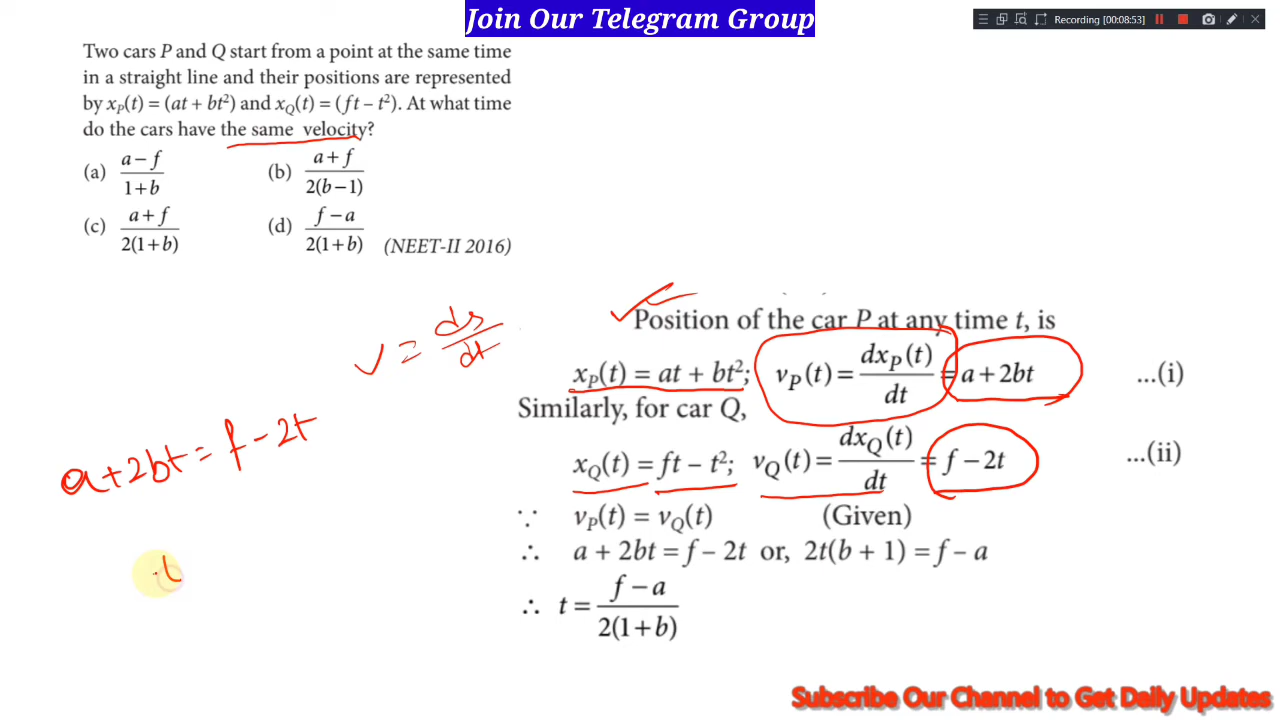 Join Our Telegram Group
Recording [00:08:53]
Two cars P and Q start from a point at the same time
in a straight line and their positions are represented
by x_P(t) = (at + bt²) and x_Q(t) = (ft – t²). At what time
do the cars have the same velocity?
(a) (a – f)/(1 + b) (b) (a + f)/(2(b – 1))
(c) (a + f)/(2(1 + b)) (d) (f – a)/(2(1 + b)) (NEET-II 2016)
Position of the car P at any time t, is
x_P(t) = at + bt²; v_P(t) = dx_P(t)/dt = a + 2bt ...(i)
Similarly, for car Q,
x_Q(t) = ft – t²; v_Q(t) = dx_Q(t)/dt = f – 2t ...(ii)
∵ v_P(t) = v_Q(t) (Given)
∴ a + 2bt = f – 2t or, 2t(b + 1) = f – a
∴ t = (f – a)/(2(1 + b))
v = ds/dt
a + 2bt = f – 2t
t
Subscribe Our Channel to Get Daily Updates